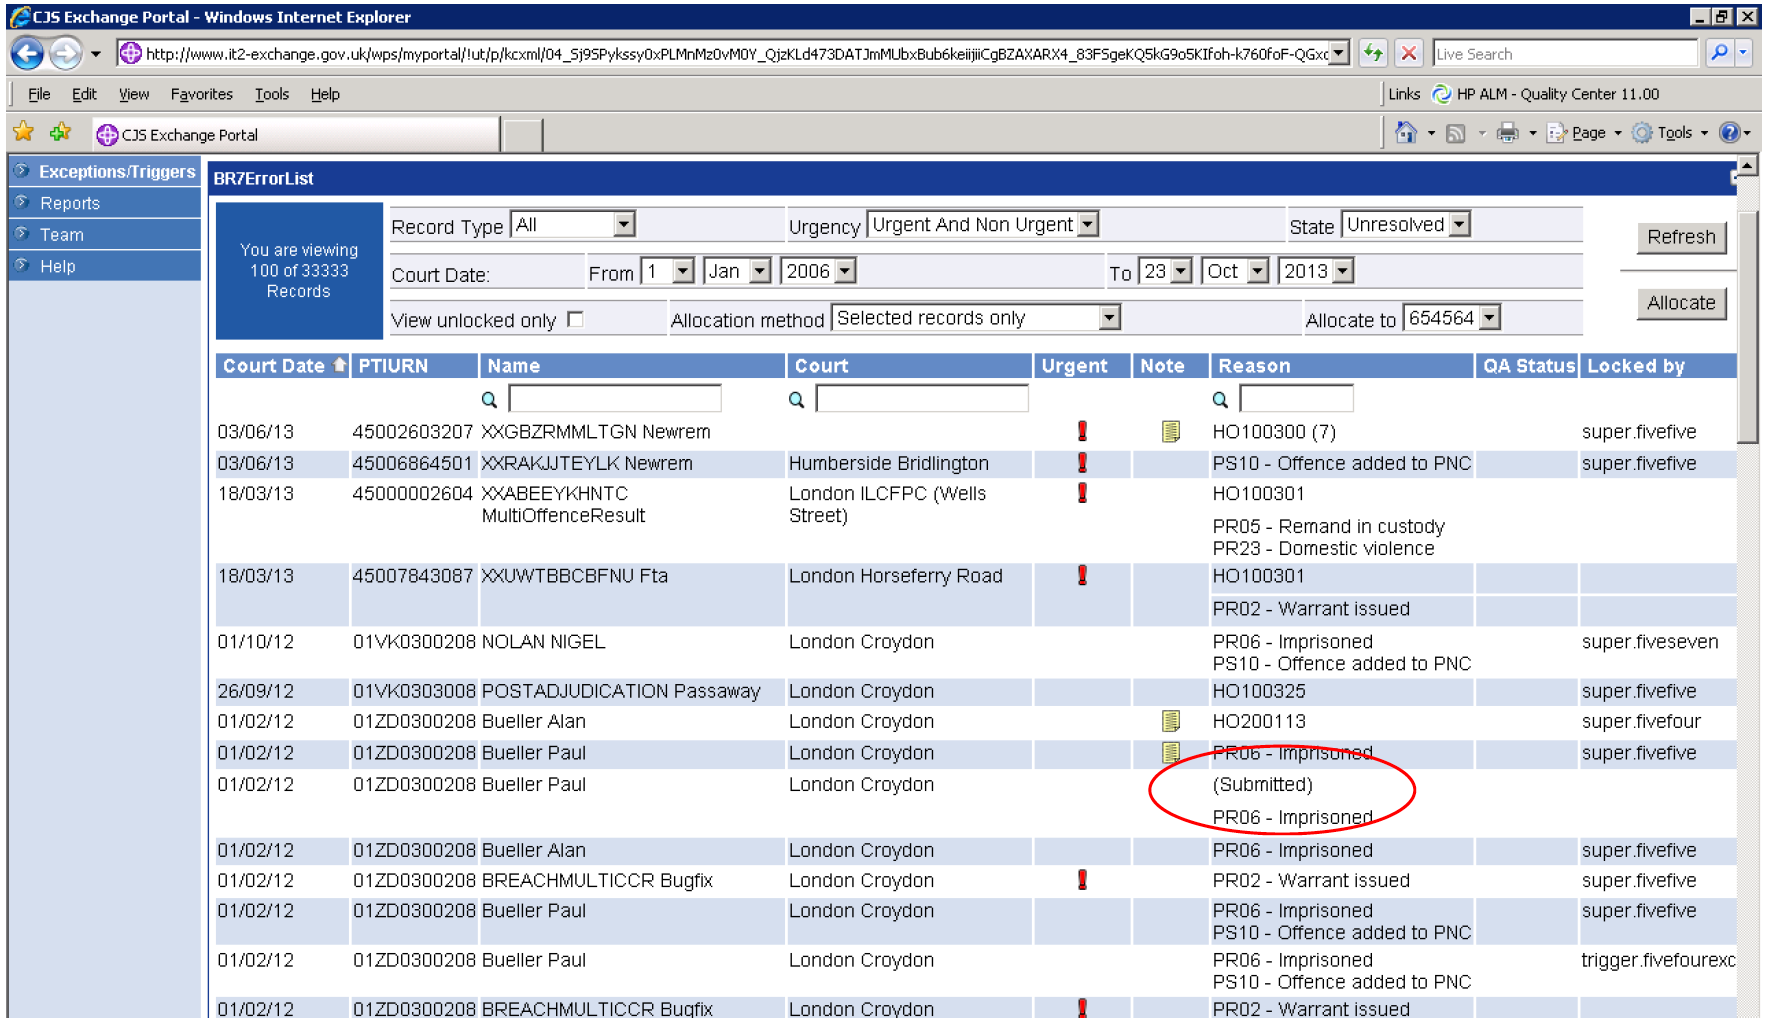 CJS Exchange Portal - Windows Internet Explorer
Live Search
File Edit View Favorites Tools Help
Links HP ALM - Quality Center 11.00
CJS Exchange Portal
Page Tools
Exceptions/Triggers
Reports
Team
Help
BR7ErrorList
You are viewing
100 of 33333
Records
Record Type All Urgency Urgent And Non Urgent State Unresolved
Refresh
Court Date: From 1 Jan 2006 To 23 Oct 2013
Allocate
View unlocked only Allocation method Selected records only Allocate to 654564
Court Date PTIURN Name Court Urgent Note Reason QA Status Locked by
03/06/13 45002603207 XXGBZRMMLTGN Newrem HO100300 (7) super.fivefive
03/06/13 45006864501 XXRAKJJTEYLK Newrem Humberside Bridlington PS10 - Offence added to PNC super.fivefive
18/03/13 45000002604 XXABEEYKHNTC London ILCFPC (Wells HO100301
MultiOffenceResult Street)
PR05 - Remand in custody
PR23 - Domestic violence
18/03/13 45007843087 XXUWTBBCBFNU Fta London Horseferry Road HO100301
PR02 - Warrant issued
01/10/12 01VK0300208 NOLAN NIGEL London Croydon PR06 - Imprisoned super.fiveseven
PS10 - Offence added to PNC
26/09/12 01VK0303008 POSTADJUDICATION Passaway London Croydon HO100325 super.fivefive
01/02/12 01ZD0300208 Bueller Alan London Croydon HO200113 super.fivefour
01/02/12 01ZD0300208 Bueller Paul London Croydon PR06 - Imprisoned super.fivefive
01/02/12 01ZD0300208 Bueller Paul London Croydon (Submitted)
PR06 - Imprisoned
01/02/12 01ZD0300208 Bueller Alan London Croydon PR06 - Imprisoned super.fivefive
01/02/12 01ZD0300208 BREACHMULTICCR Bugfix London Croydon PR02 - Warrant issued super.fivefive
01/02/12 01ZD0300208 Bueller Paul London Croydon PR06 - Imprisoned super.fivefive
PS10 - Offence added to PNC
01/02/12 01ZD0300208 Bueller Paul London Croydon PR06 - Imprisoned trigger.fivefourexc
PS10 - Offence added to PNC
01/02/12 01ZD0300208 BREACHMULTICCR Bugfix London Croydon PR02 - Warrant issued